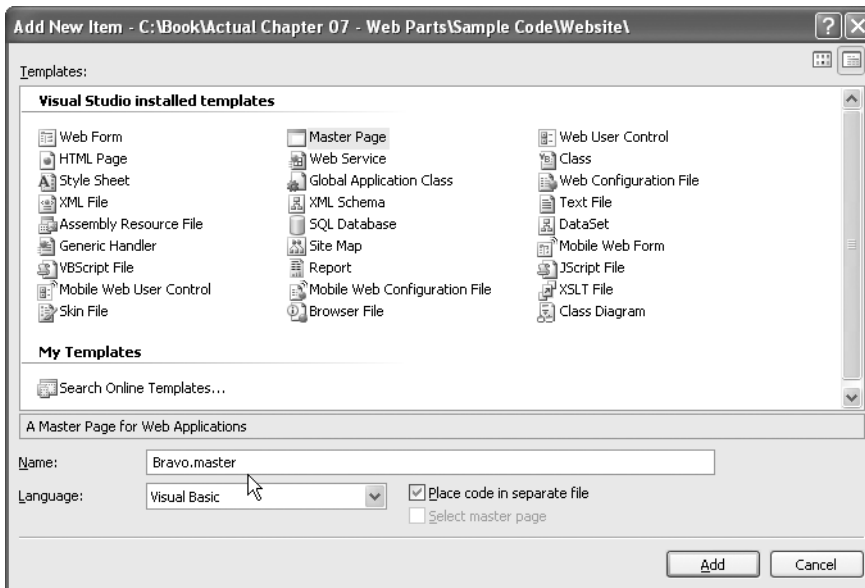 Add New Item - C:\Book\Actual Chapter 07 - Web Parts\Sample Code\Website\
Templates:
Visual Studio installed templates
Web Form Master Page Web User Control
HTML Page Web Service Class
Style Sheet Global Application Class Web Configuration File
XML File XML Schema Text File
Assembly Resource File SQL Database DataSet
Generic Handler Site Map Mobile Web Form
VBScript File Report JScript File
Mobile Web User Control Mobile Web Configuration File XSLT File
Skin File Browser File Class Diagram
My Templates
Search Online Templates...
A Master Page for Web Applications
Name: Bravo.master
Language: Visual Basic Place code in separate file
Select master page
Add Cancel